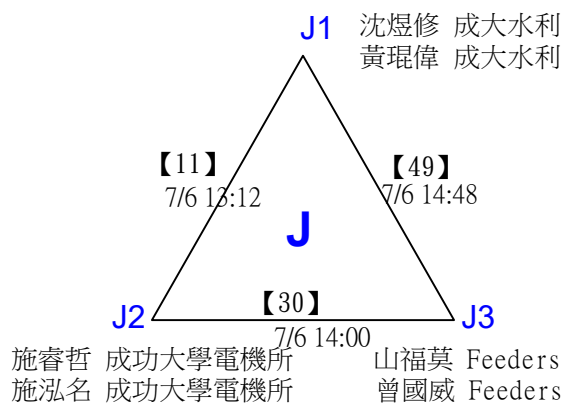 J1
沈煜修 成大水利
黃琨偉 成大水利
【11】
7/6 13:12
【49】
7/6 14:48
J
【30】
7/6 14:00
J2
J3
施睿哲 成功大學電機所
施泓名 成功大學電機所
山福莫 Feeders
曾國威 Feeders